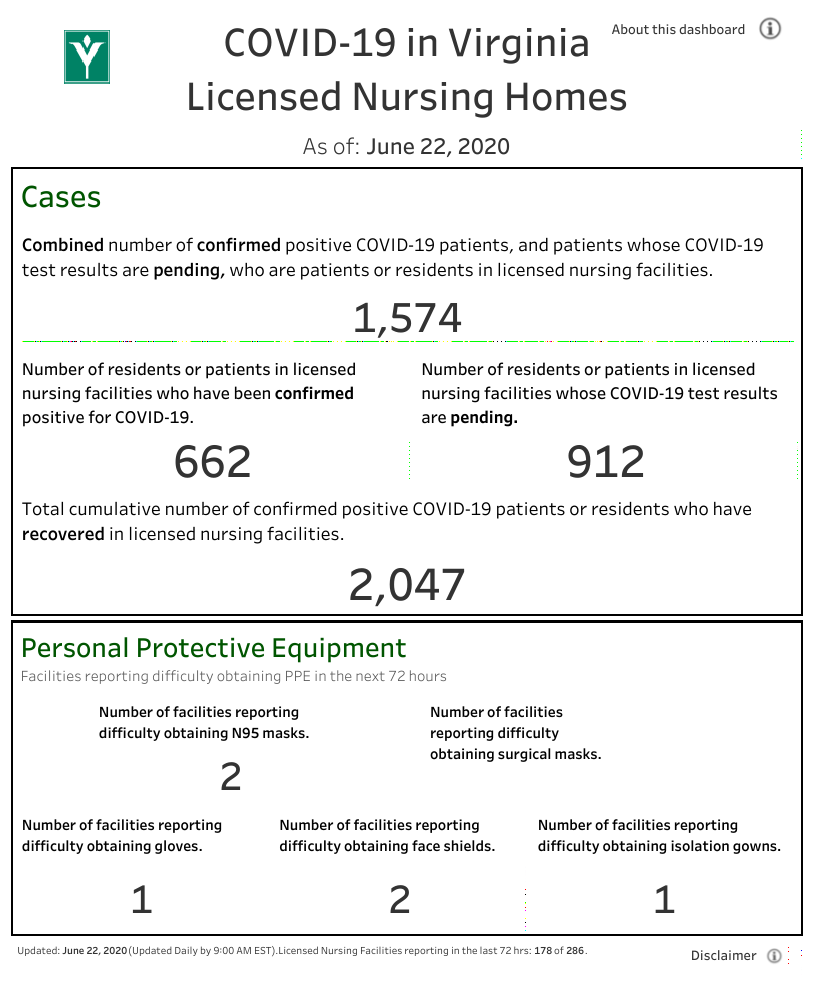 COVID-19 in Virginia
Licensed Nursing Homes
About this dashboard
As of: June 22, 2020
Cases
Combined number of confirmed positive COVID-19 patients, and patients whose COVID-19
test results are pending, who are patients or residents in licensed nursing facilities.
1,574
Number of residents or patients in licensed
nursing facilities who have been confirmed
positive for COVID-19.
662
Number of residents or patients in licensed
nursing facilities whose COVID-19 test results
are pending.
912
Total cumulative number of confirmed positive COVID-19 patients or residents who have
recovered in licensed nursing facilities.
2,047
Personal Protective Equipment
Facilities reporting difficulty obtaining PPE in the next 72 hours
Number of facilities reporting
difficulty obtaining N95 masks.
2
Number of facilities
reporting difficulty
obtaining surgical masks.
Number of facilities reporting
difficulty obtaining gloves.
1
Number of facilities reporting
difficulty obtaining face shields.
2
Number of facilities reporting
difficulty obtaining isolation gowns.
1
Updated: June 22, 2020 (Updated Daily by 9:00 AM EST).Licensed Nursing Facilities reporting in the last 72 hrs: 178 of 286.
Disclaimer